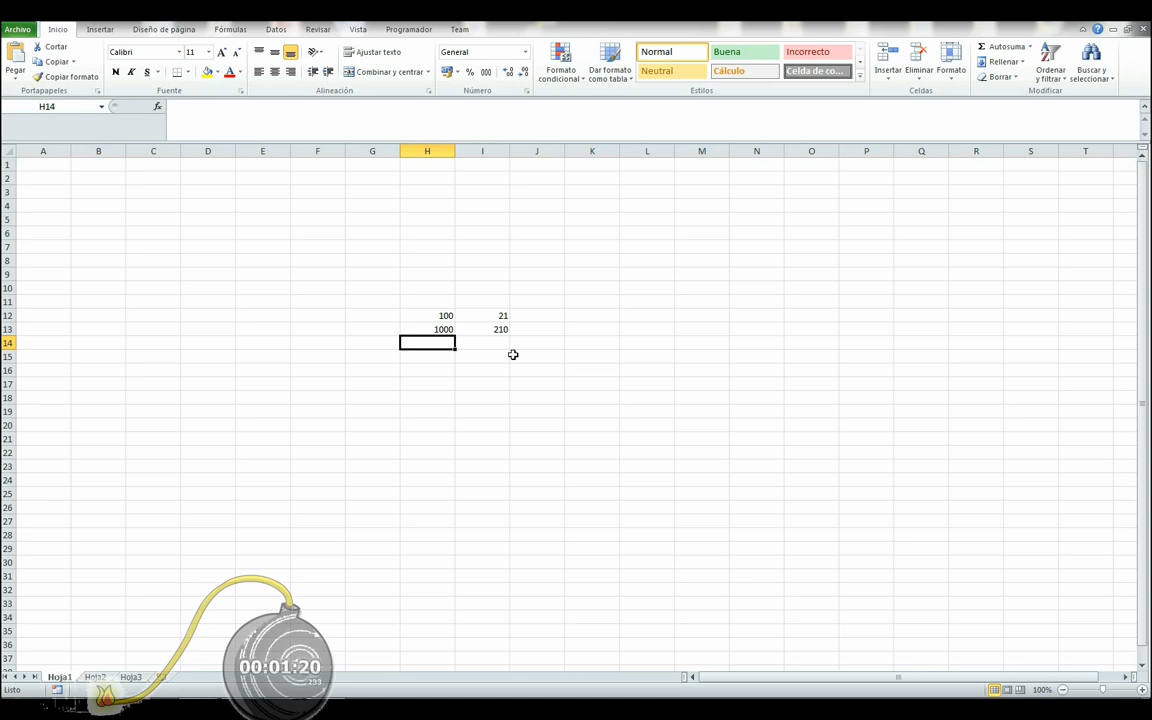 Archivo Inicio Insertar Diseño de página Fórmulas Datos Revisar Vista Programador Team
Pegar
Cortar
Copiar
Copiar formato
Portapapeles
Calibri 11
N K S
Fuente
Ajustar texto
Combinar y centrar
Alineación
General
% 000
Número
Formato condicional
Dar formato como tabla
Normal Buena Incorrecto
Neutral Cálculo Celda de co...
Estilos
Insertar Eliminar Formato
Celdas
Σ Autosuma
Rellenar
Borrar
Ordenar y filtrar
Buscar y seleccionar
Modificar
H14 fx
A B C D E F G H I J K L M N O P Q R S T
1
2
3
4
5
6
7
8
9
10
11
12 100 21
13 1000 210
14
15
16
17
18
19
20
21
22
23
24
25
26
27
28
29
30
31
32
33
34
35
36
37
00:01:20
Hoja1 Hoja2 Hoja3
Listo
100%